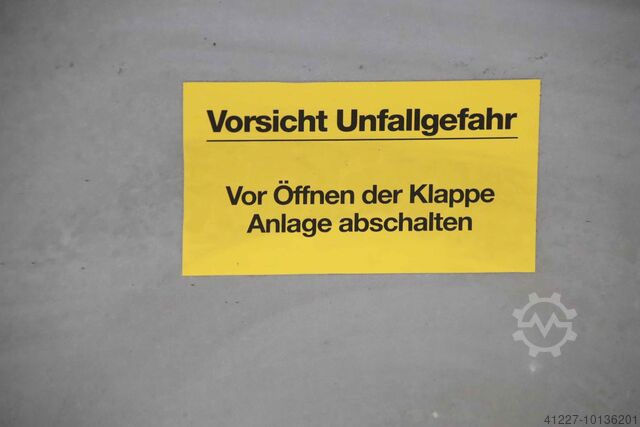 Vorsicht Unfallgefahr
Vor Öffnen der Klappe
Anlage abschalten
41227-10136201